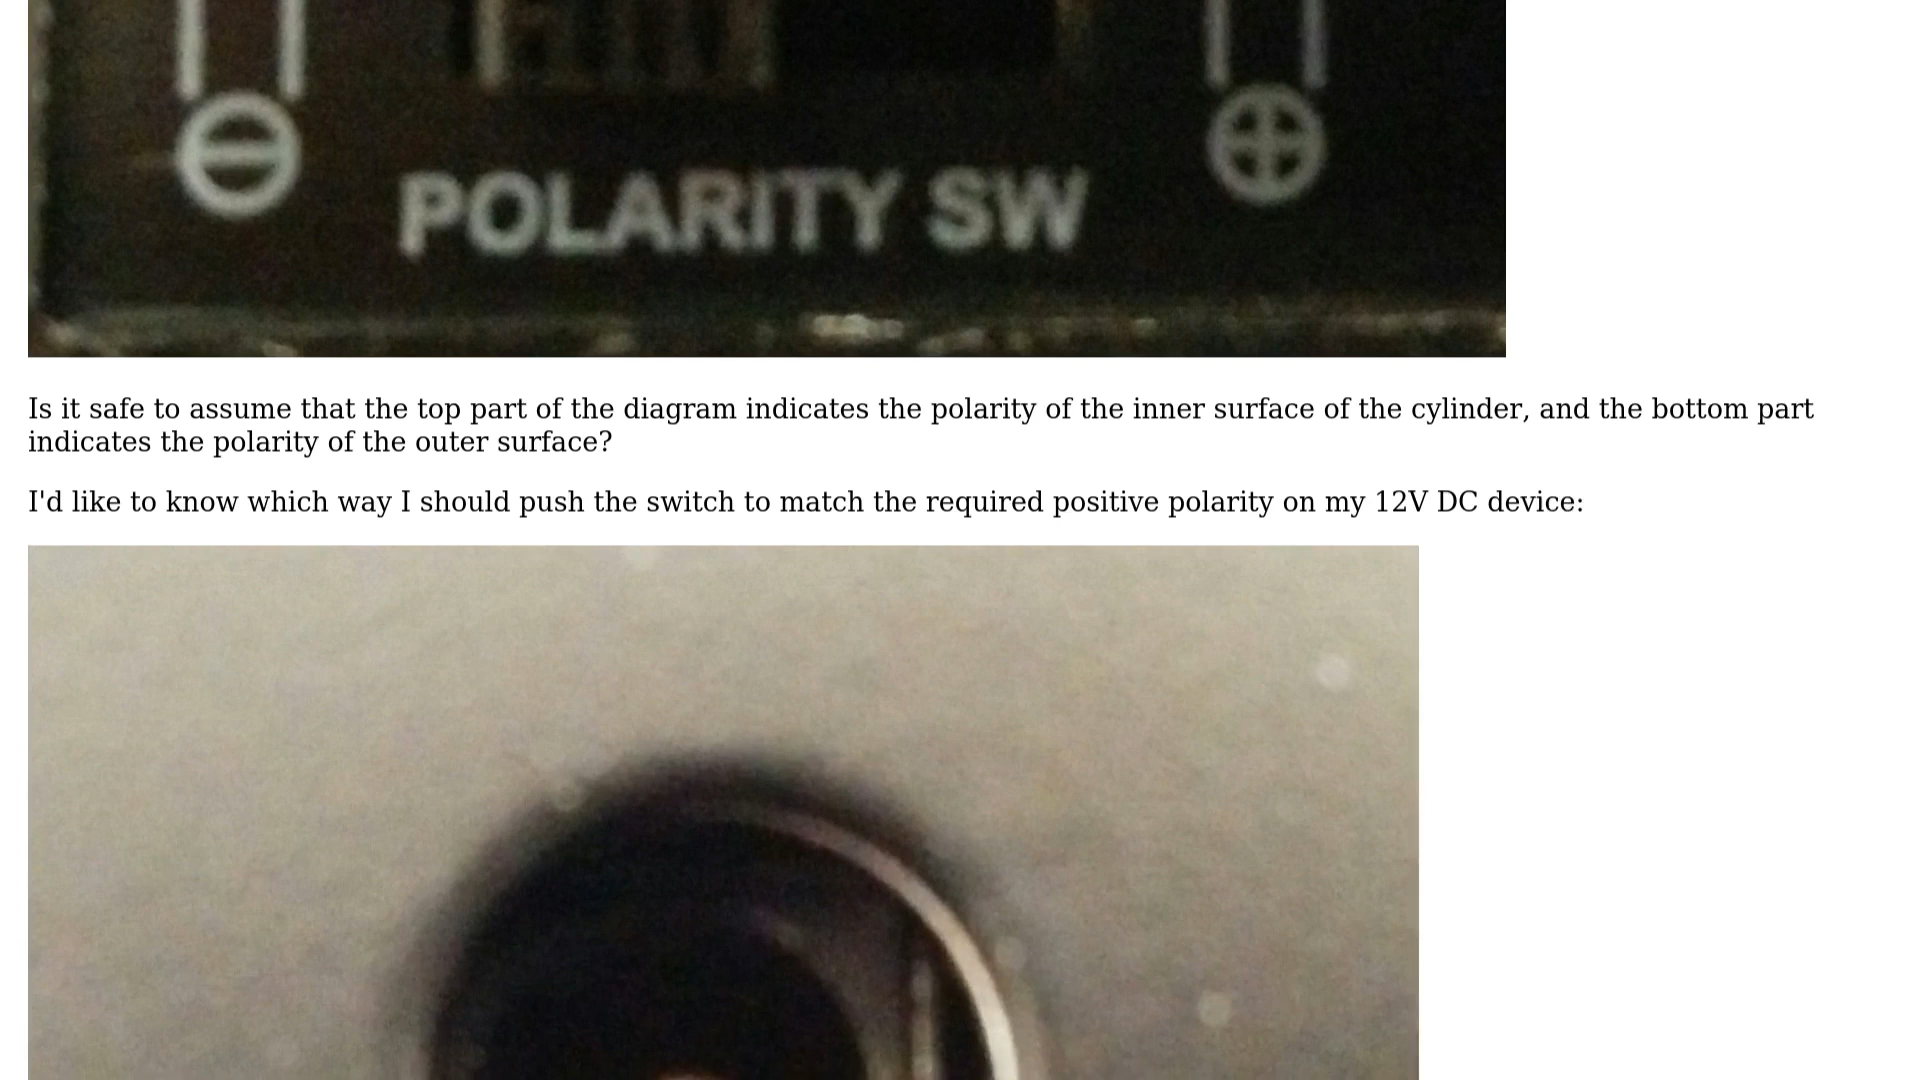 POLARITY SW
Is it safe to assume that the top part of the diagram indicates the polarity of the inner surface of the cylinder, and the bottom part
indicates the polarity of the outer surface?
I'd like to know which way I should push the switch to match the required positive polarity on my 12V DC device: